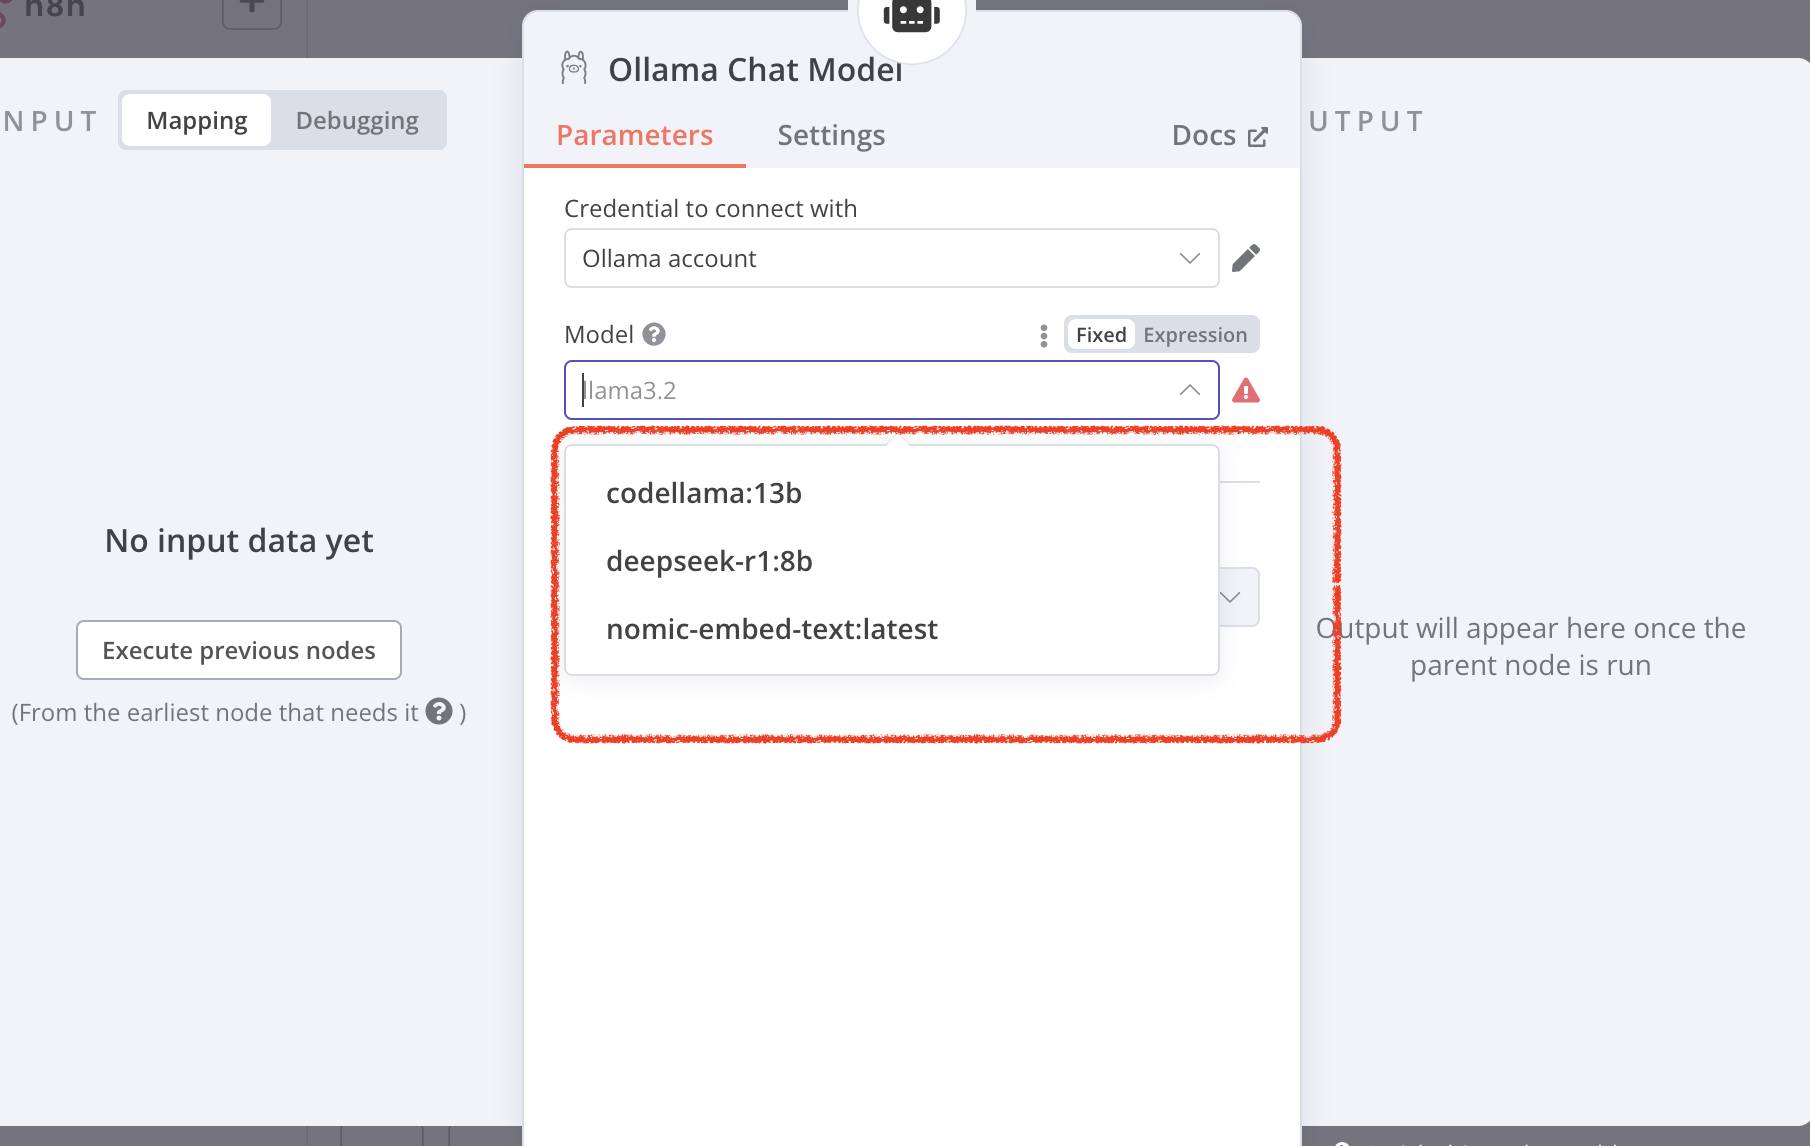 n8n
Ollama Chat Model
NPUT
Mapping
Debugging
Parameters
Settings
Docs
UTPUT
Credential to connect with
Ollama account
Model
Fixed
Expression
llama3.2
codellama:13b
deepseek-r1:8b
nomic-embed-text:latest
No input data yet
Execute previous nodes
(From the earliest node that needs it ? )
Output will appear here once the
parent node is run